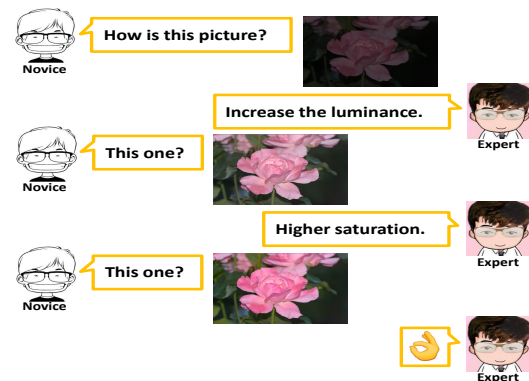 How is this picture?
Novice
Increase the luminance.
Expert
This one?
Novice
Higher saturation.
Expert
This one?
Novice
👌
Expert